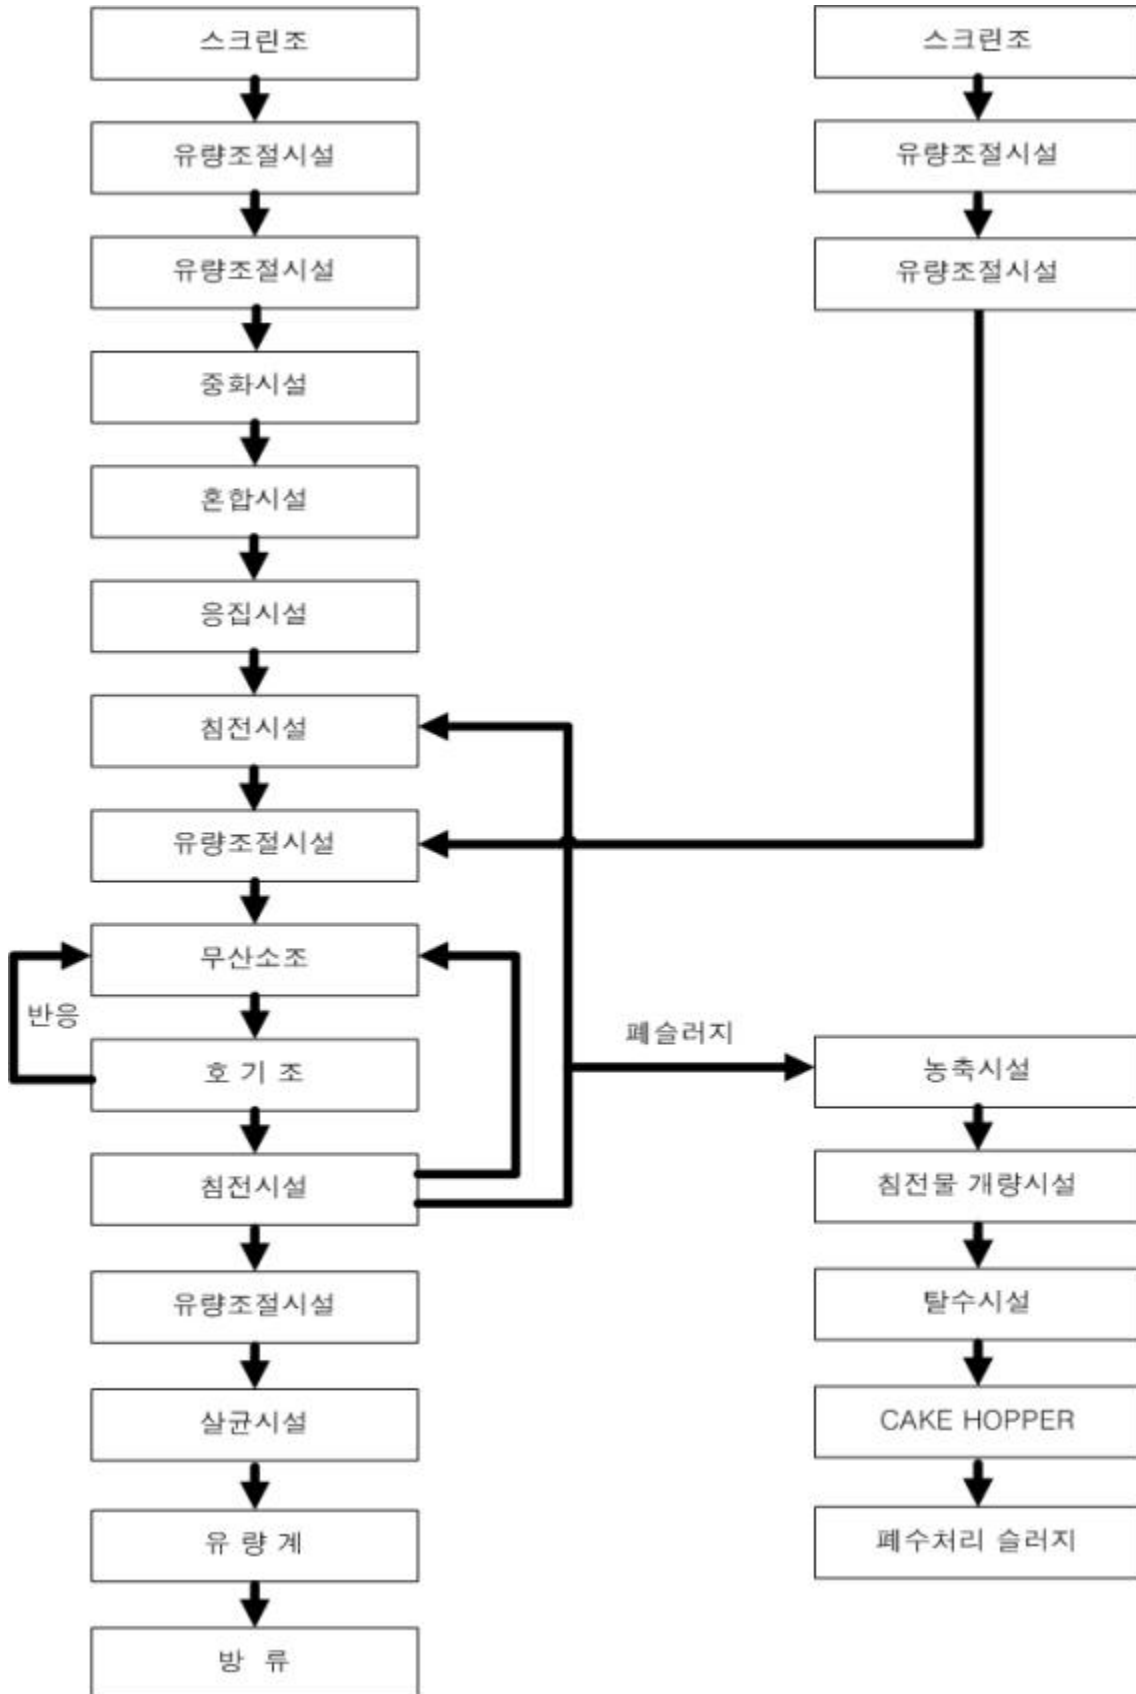 스크린조
유량조절시설
유량조절시설
중화시설
혼합시설
응집시설
침전시설
유량조절시설
무산소조
반응
호 기 조
침전시설
유량조절시설
살균시설
유 량 계
방 류
스크린조
유량조절시설
유량조절시설
폐슬러지
농축시설
침전물 개량시설
탈수시설
CAKE HOPPER
폐수처리 슬러지